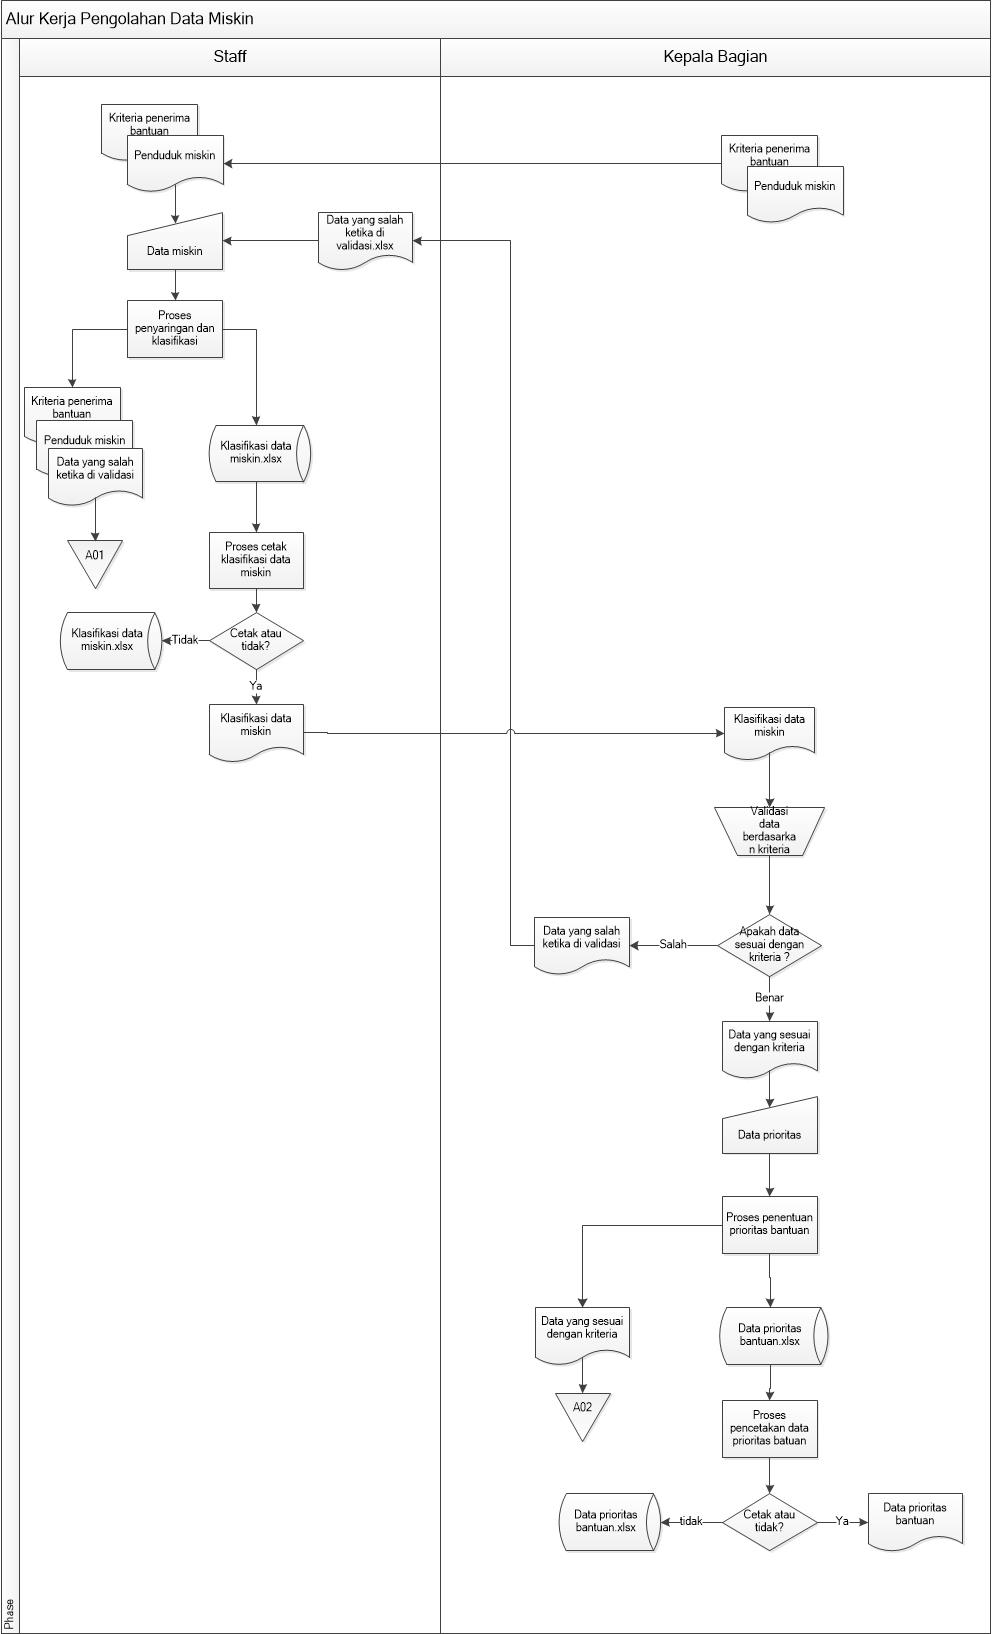 Alur Kerja Pengolahan Data Miskin
Staff
Kepala Bagian
Kriteria penerima
bantuan
Penduduk miskin
Kriteria penerima
bantuan
Penduduk miskin
Data miskin
Data yang salah
ketika di
validasi.xlsx
Proses
penyaringan dan
klasifikasi
Kriteria penerima
bantuan
Penduduk miskin
Data yang salah
ketika di validasi
A01
Klasifikasi data
miskin.xlsx
Proses cetak
klasifikasi data
miskin
Cetak atau
tidak?
Tidak
Klasifikasi data
miskin.xlsx
Ya
Klasifikasi data
miskin
Klasifikasi data
miskin
Validasi
data
berdasarka
n kriteria
Apakah data
sesuai dengan
kriteria ?
Salah
Data yang salah
ketika di validasi
Benar
Data yang sesuai
dengan kriteria
Data prioritas
Proses penentuan
prioritas bantuan
Data yang sesuai
dengan kriteria
A02
Data prioritas
bantuan.xlsx
Proses
pencetakan data
prioritas batuan
Cetak atau
tidak?
tidak
Data prioritas
bantuan.xlsx
Ya
Data prioritas
bantuan
Phase